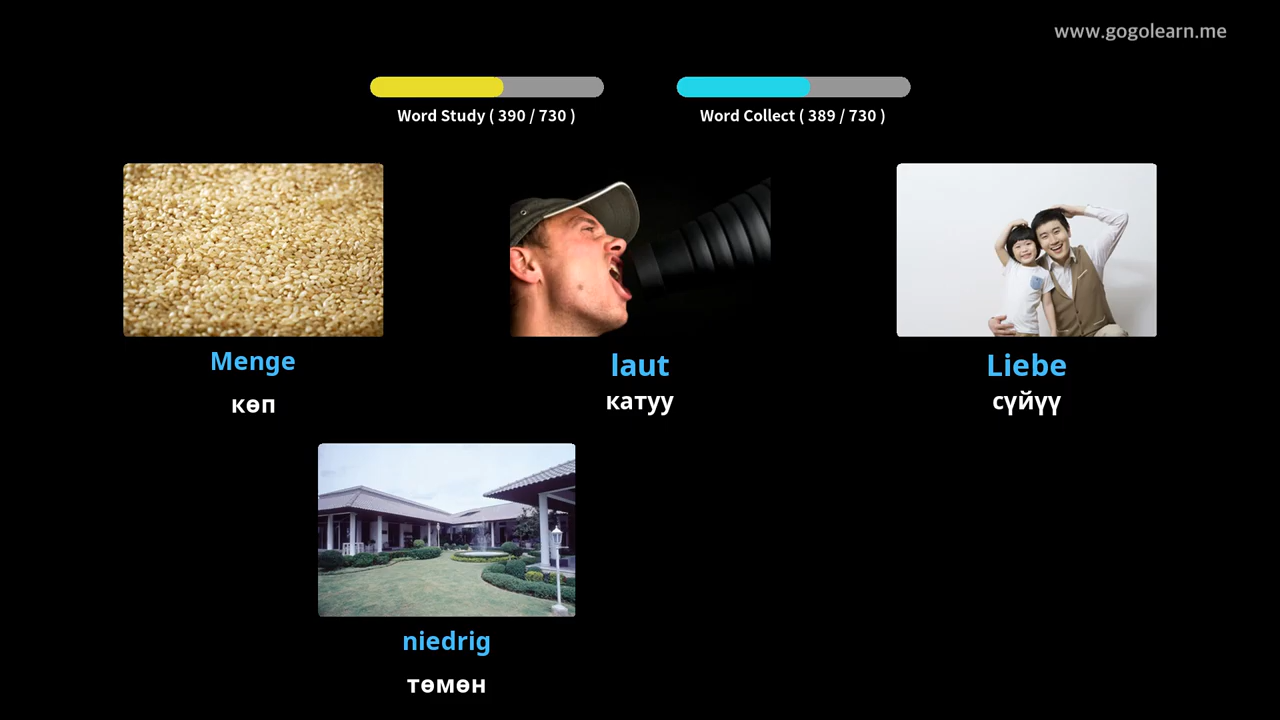 www.gogolearn.me
Word Study ( 390 / 730 )
Word Collect ( 389 / 730 )
Menge
көп
laut
катуу
Liebe
сүйүү
niedrig
төмөн